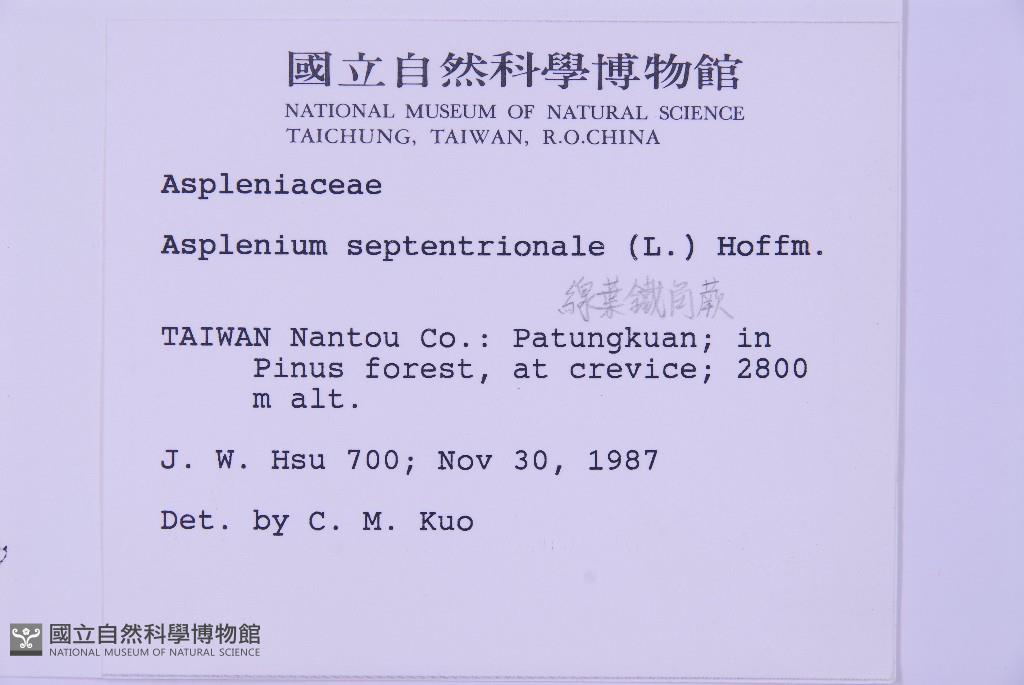 國立自然科學博物館
NATIONAL MUSEUM OF NATURAL SCIENCE
TAICHUNG, TAIWAN, R.O.CHINA
Aspleniaceae
Asplenium septentrionale (L.) Hoffm.
線葉鐵角蕨
TAIWAN Nantou Co.: Patungkuan; in
Pinus forest, at crevice; 2800
m alt.
J. W. Hsu 700; Nov 30, 1987
Det. by C. M. Kuo
國立自然科學博物館
NATIONAL MUSEUM OF NATURAL SCIENCE